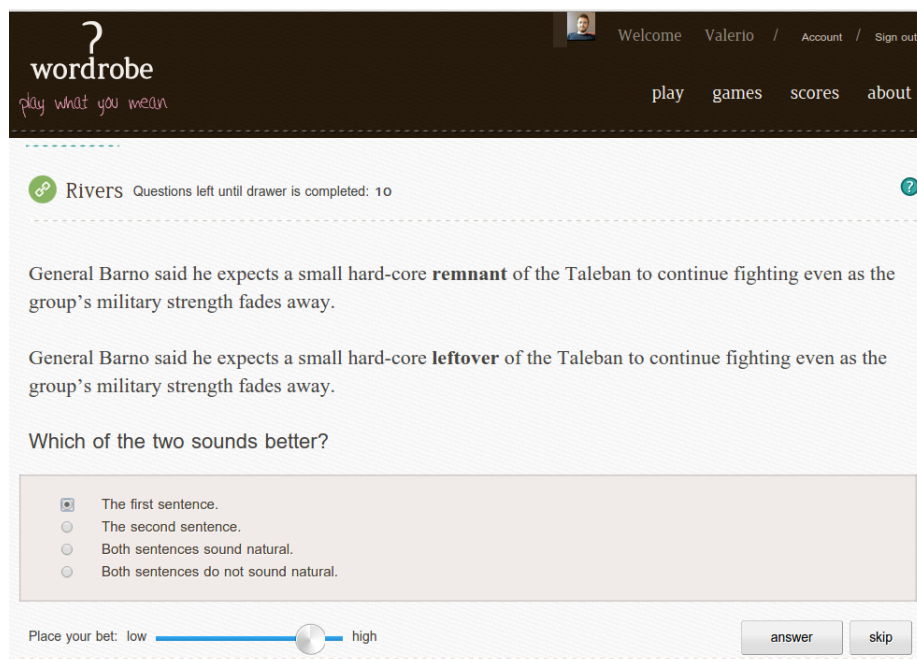 ?
wordrobe
play what you mean
Welcome Valerio / Account / Sign out
play games scores about
Rivers Questions left until drawer is completed: 10
?
General Barno said he expects a small hard-core remnant of the Taleban to continue fighting even as the
group's military strength fades away.
General Barno said he expects a small hard-core leftover of the Taleban to continue fighting even as the
group's military strength fades away.
Which of the two sounds better?
The first sentence.
The second sentence.
Both sentences sound natural.
Both sentences do not sound natural.
Place your bet: low high
answer skip